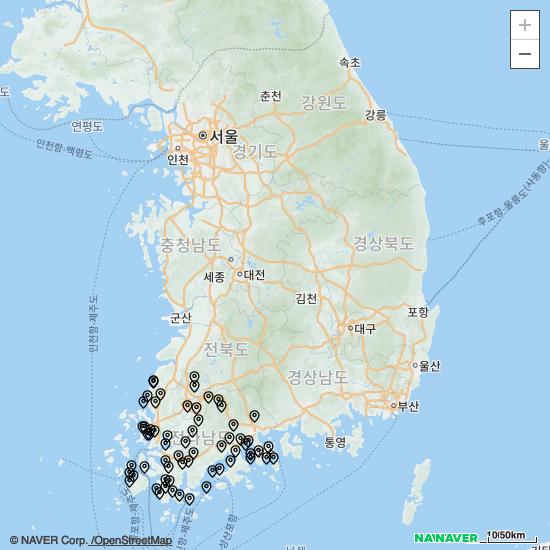 +
−
속초
춘천
강원도
강릉
도
연평도
서울
인천
경기도
울
인천항-백령도
후포항-울릉도(사동항)
충청남도
경상북도
세종
대전
김천
인천항-제주도
군산
포항
대구
전북도
울산
경상남도
부산
전라남도
통영
© NAVER Corp. /OpenStreetMap
NAVER
10/50km